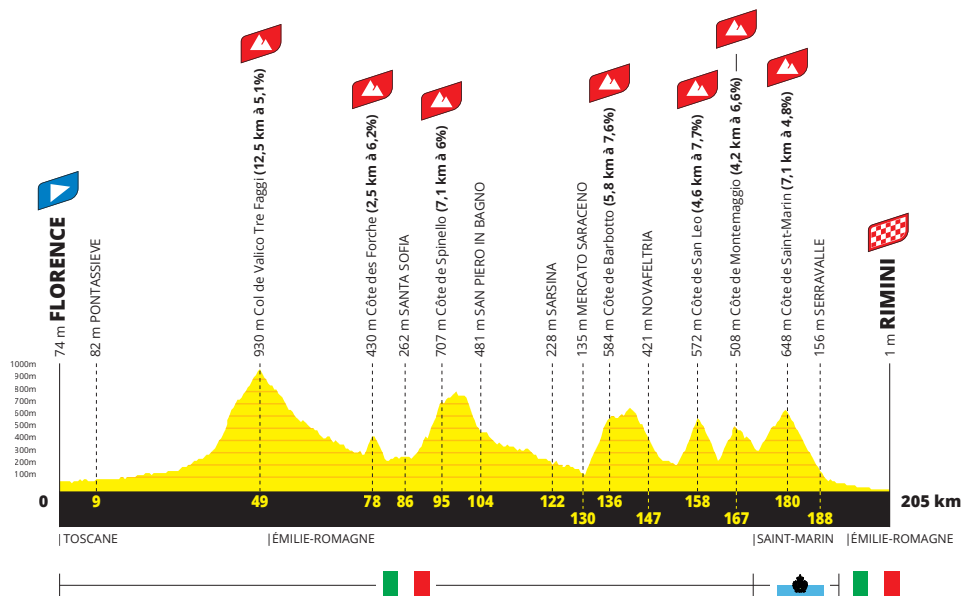 74 m FLORENCE
82 m PONTASSIEVE
930 m Col de Valico Tre Faggi (12,5 km à 5,1%)
430 m Côte des Forche (2,5 km à 6,2%)
262 m SANTA SOFIA
707 m Côte de Spinello (7,1 km à 6%)
481 m SAN PIERO IN BAGNO
228 m SARSINA
135 m MERCATO SARACENO
584 m Côte de Barbotto (5,8 km à 7,6%)
421 m NOVAFELTRIA
572 m Côte de San Leo (4,6 km à 7,7%)
508 m Côte de Montemaggio (4,2 km à 6,6%)
648 m Côte de Saint-Marin (7,1 km à 4,8%)
156 m SERRAVALLE
1 m RIMINI
1000m
900m
800m
700m
600m
500m
400m
300m
200m
100m
0 9 49 78 86 95 104 122 130 136 147 158 167 180 188 205 km
|TOSCANE |ÉMILIE-ROMAGNE |SAINT-MARIN |ÉMILIE-ROMAGNE